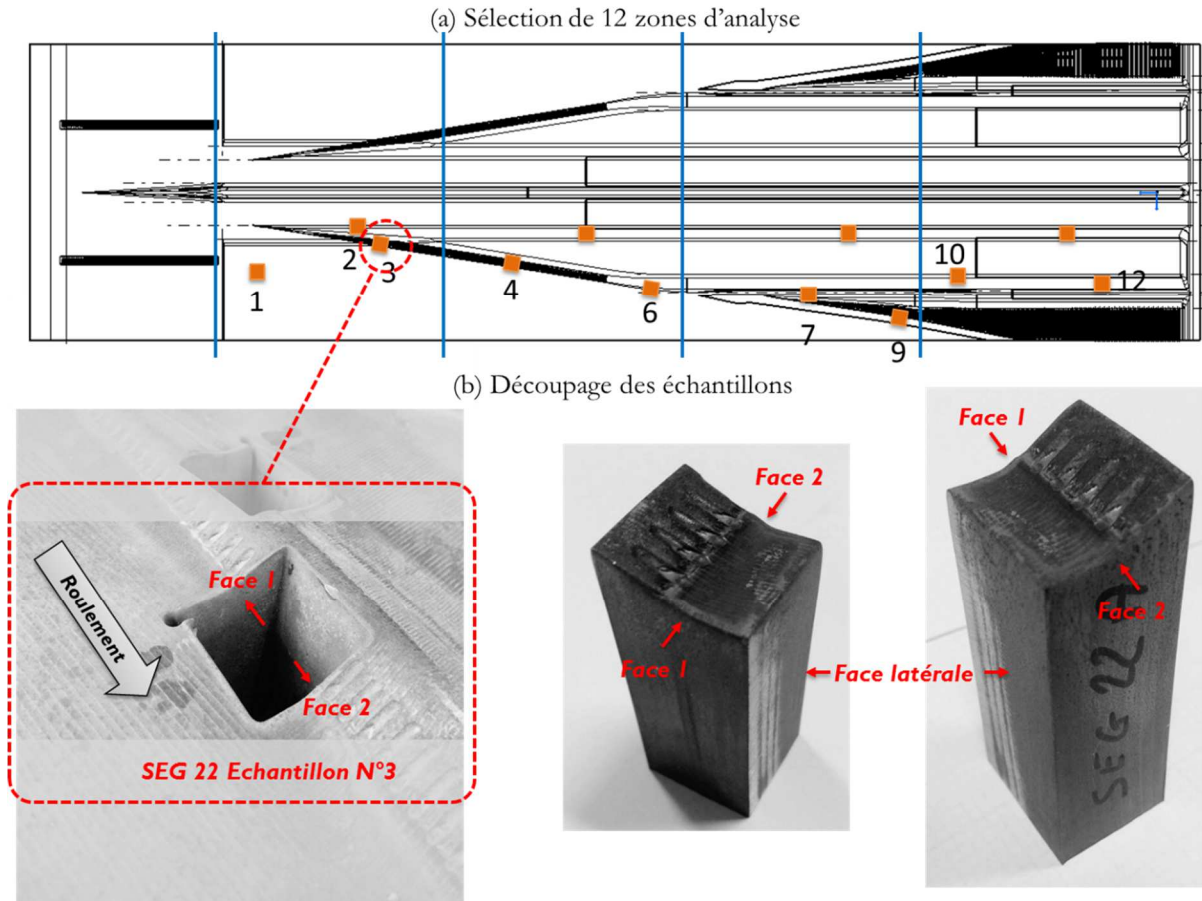 (a) Sélection de 12 zones d’analyse
1
2
3
4
6
7
9
10
12
(b) Découpage des échantillons
Roulement
Face 1
Face 2
SEG 22 Echantillon N°3
Face 2
Face 1
Face latérale
Face 1
Face 2
SEG 22 A